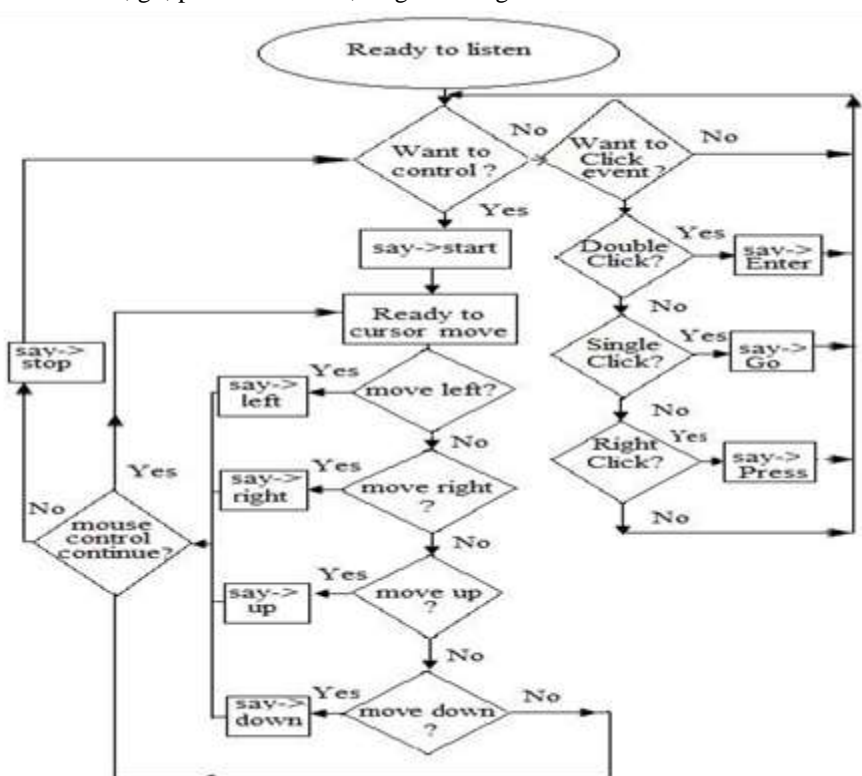 Ready to listen
Want to
control ?
No
Want to
Click
event ?
No
Yes
say->start
Double
Click?
Yes
say->
Enter
No
Ready to
cursor move
say->
stop
Single
Click?
Yes
say->
Go
No
move left?
Yes
say->
left
No
Right
Click?
Yes
say->
Press
No
move right
?
Yes
say->
right
No
mouse
control
continue?
Yes
No
move up
?
Yes
say->
up
No
move down
?
Yes
say->
down
No